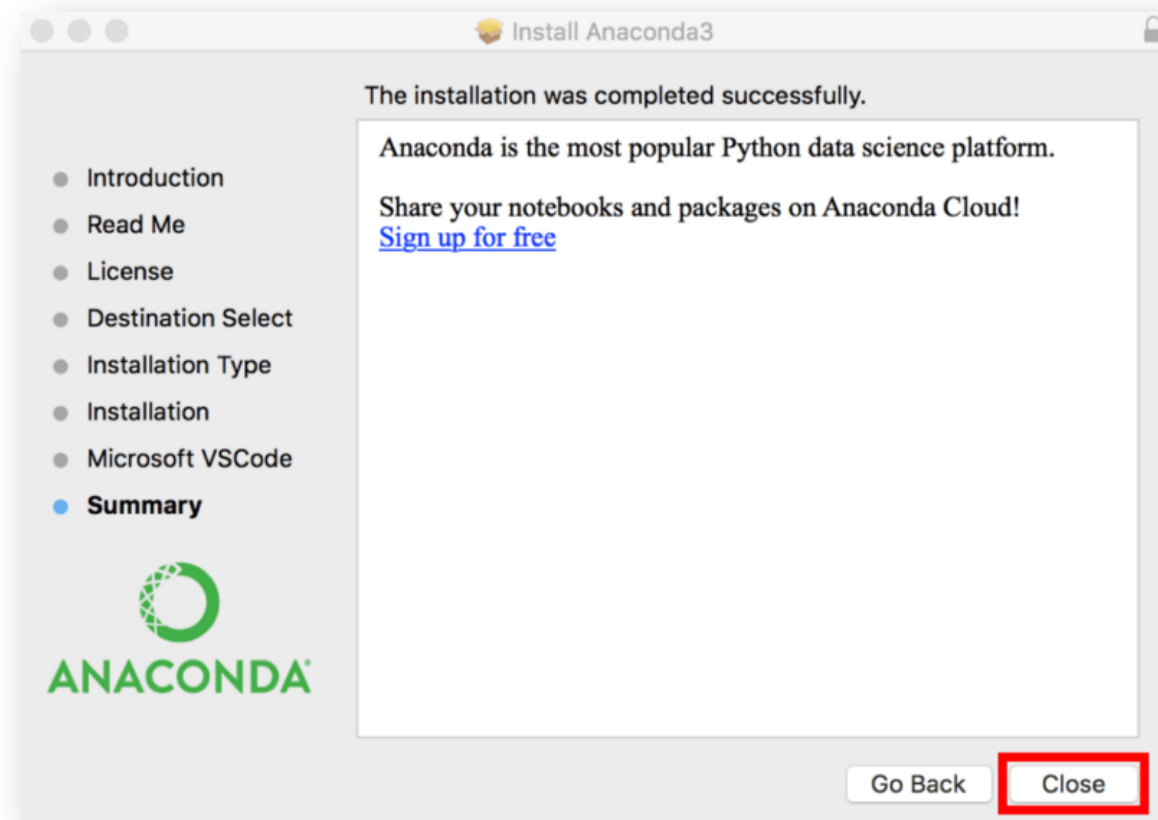 Install Anaconda3
The installation was completed successfully.
Introduction
Read Me
License
Destination Select
Installation Type
Installation
Microsoft VSCode
Summary
ANACONDA
Anaconda is the most popular Python data science platform.
Share your notebooks and packages on Anaconda Cloud!
Sign up for free
Go Back
Close